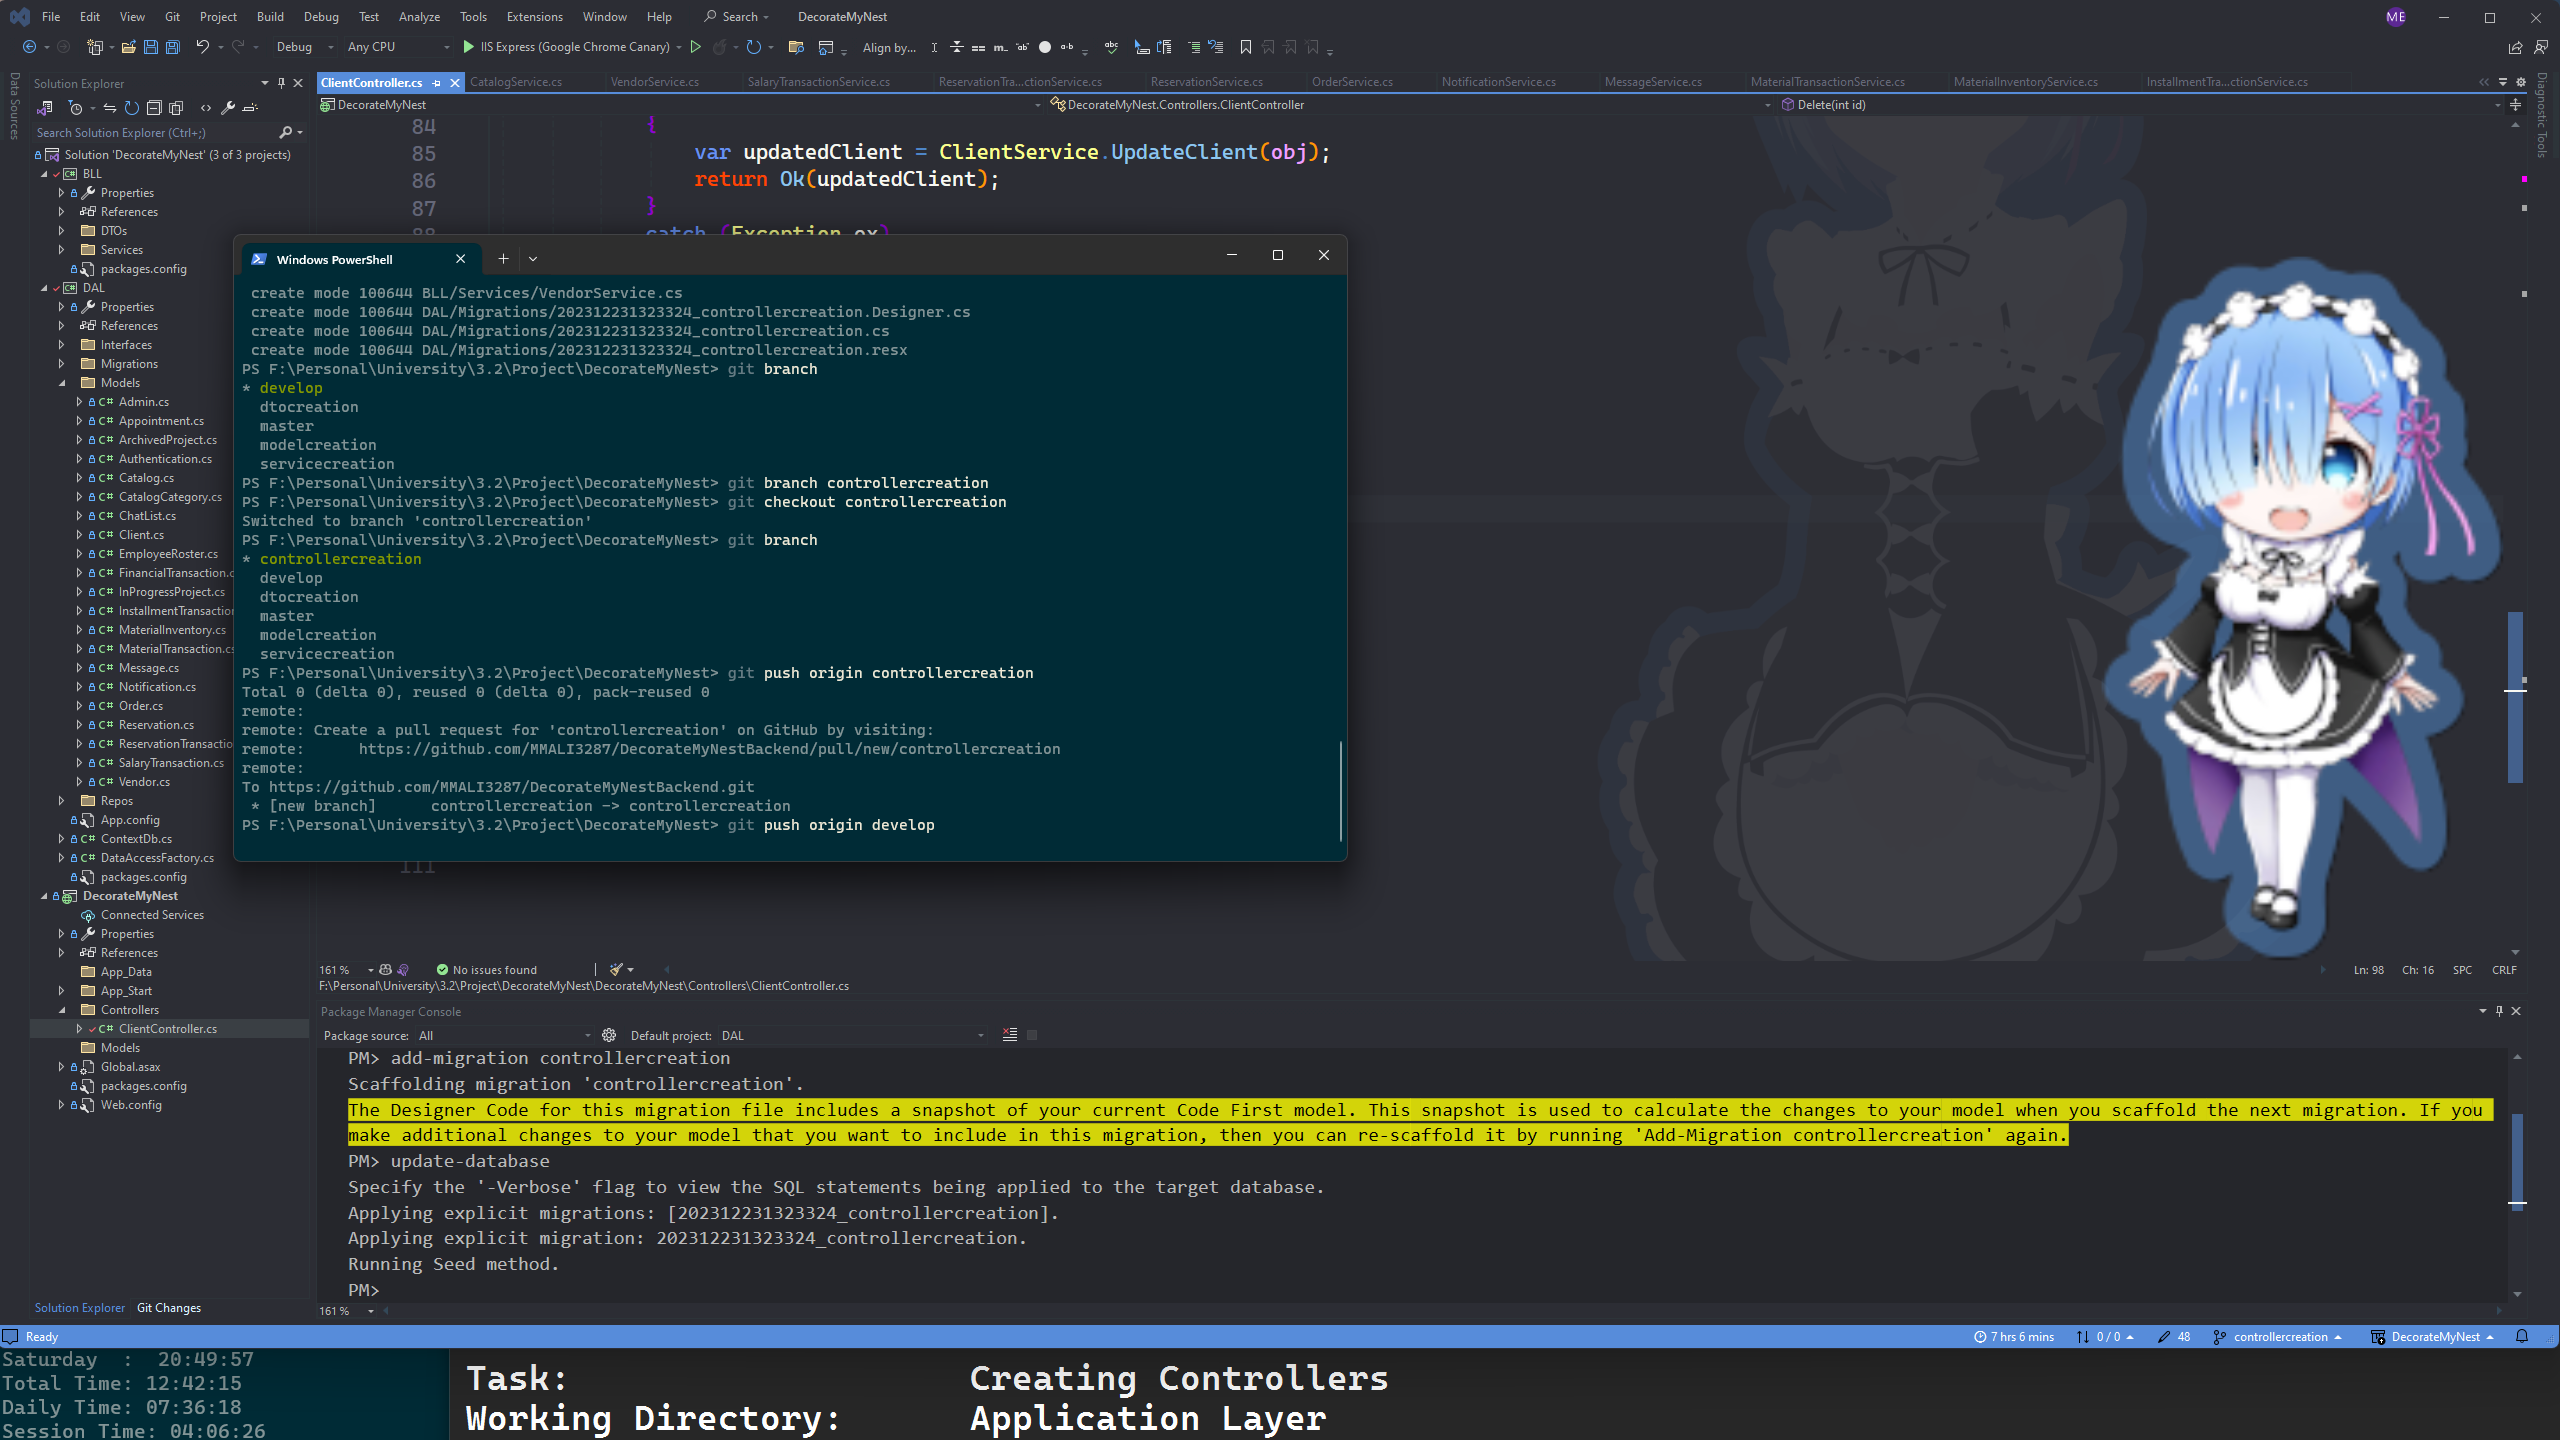 File Edit View Git Project Build Debug Test Analyze Tools Extensions Window Help Search DecorateMyNest ME
Debug Any CPU IIS Express (Google Chrome Canary) Align by...
Data Sources
Solution Explorer
Search Solution Explorer (Ctrl+;)
Solution 'DecorateMyNest' (3 of 3 projects)
BLL
Properties
References
DTOs
Services
packages.config
DAL
Properties
References
Interfaces
Migrations
Models
C# Admin.cs
C# Appointment.cs
C# ArchivedProject.cs
C# Authentication.cs
C# Catalog.cs
C# CatalogCategory.cs
C# ChatList.cs
C# Client.cs
C# EmployeeRoster.cs
C# FinancialTransaction.c
C# InProgressProject.cs
C# InstallmentTransaction
C# MaterialInventory.cs
C# MaterialTransaction.cs
C# Message.cs
C# Notification.cs
C# Order.cs
C# Reservation.cs
C# ReservationTransactio
C# SalaryTransaction.cs
C# Vendor.cs
Repos
App.config
C# ContextDb.cs
C# DataAccessFactory.cs
packages.config
DecorateMyNest
Connected Services
Properties
References
App_Data
App_Start
Controllers
C# ClientController.cs
Models
Global.asax
packages.config
Web.config
Solution Explorer Git Changes
ClientController.cs CatalogService.cs VendorService.cs SalaryTransactionService.cs ReservationTra...ctionService.cs ReservationService.cs OrderService.cs NotificationService.cs MessageService.cs MaterialTransactionService.cs MaterialInventoryService.cs InstallmentTra...ctionService.cs
DecorateMyNest DecorateMyNest.Controllers.ClientController Delete(int id)
Diagnostic Tools
84 {
85 var updatedClient = ClientService.UpdateClient(obj);
86 return Ok(updatedClient);
87 }
88 catch (Exception ex)
Windows PowerShell
create mode 100644 BLL/Services/VendorService.cs
create mode 100644 DAL/Migrations/202312231323324_controllercreation.Designer.cs
create mode 100644 DAL/Migrations/202312231323324_controllercreation.cs
create mode 100644 DAL/Migrations/202312231323324_controllercreation.resx
PS F:\Personal\University\3.2\Project\DecorateMyNest> git branch
* develop
dtocreation
master
modelcreation
servicecreation
PS F:\Personal\University\3.2\Project\DecorateMyNest> git branch controllercreation
PS F:\Personal\University\3.2\Project\DecorateMyNest> git checkout controllercreation
Switched to branch 'controllercreation'
PS F:\Personal\University\3.2\Project\DecorateMyNest> git branch
* controllercreation
develop
dtocreation
master
modelcreation
servicecreation
PS F:\Personal\University\3.2\Project\DecorateMyNest> git push origin controllercreation
Total 0 (delta 0), reused 0 (delta 0), pack-reused 0
remote:
remote: Create a pull request for 'controllercreation' on GitHub by visiting:
remote: https://github.com/MMALI3287/DecorateMyNestBackend/pull/new/controllercreation
remote:
To https://github.com/MMALI3287/DecorateMyNestBackend.git
* [new branch] controllercreation -> controllercreation
PS F:\Personal\University\3.2\Project\DecorateMyNest> git push origin develop
111
161 % No issues found Ln: 98 Ch: 16 SPC CRLF
F:\Personal\University\3.2\Project\DecorateMyNest\DecorateMyNest\Controllers\ClientController.cs
Package Manager Console
Package source: All Default project: DAL
PM> add-migration controllercreation
Scaffolding migration 'controllercreation'.
The Designer Code for this migration file includes a snapshot of your current Code First model. This snapshot is used to calculate the changes to your model when you scaffold the next migration. If you
make additional changes to your model that you want to include in this migration, then you can re-scaffold it by running 'Add-Migration controllercreation' again.
PM> update-database
Specify the '-Verbose' flag to view the SQL statements being applied to the target database.
Applying explicit migrations: [202312231323324_controllercreation].
Applying explicit migration: 202312231323324_controllercreation.
Running Seed method.
PM>
161 %
Ready 7 hrs 6 mins 0 / 0 48 controllercreation DecorateMyNest
Saturday : 20:49:57
Total Time: 12:42:15
Daily Time: 07:36:18
Session Time: 04:06:26
Task: Creating Controllers
Working Directory: Application Layer